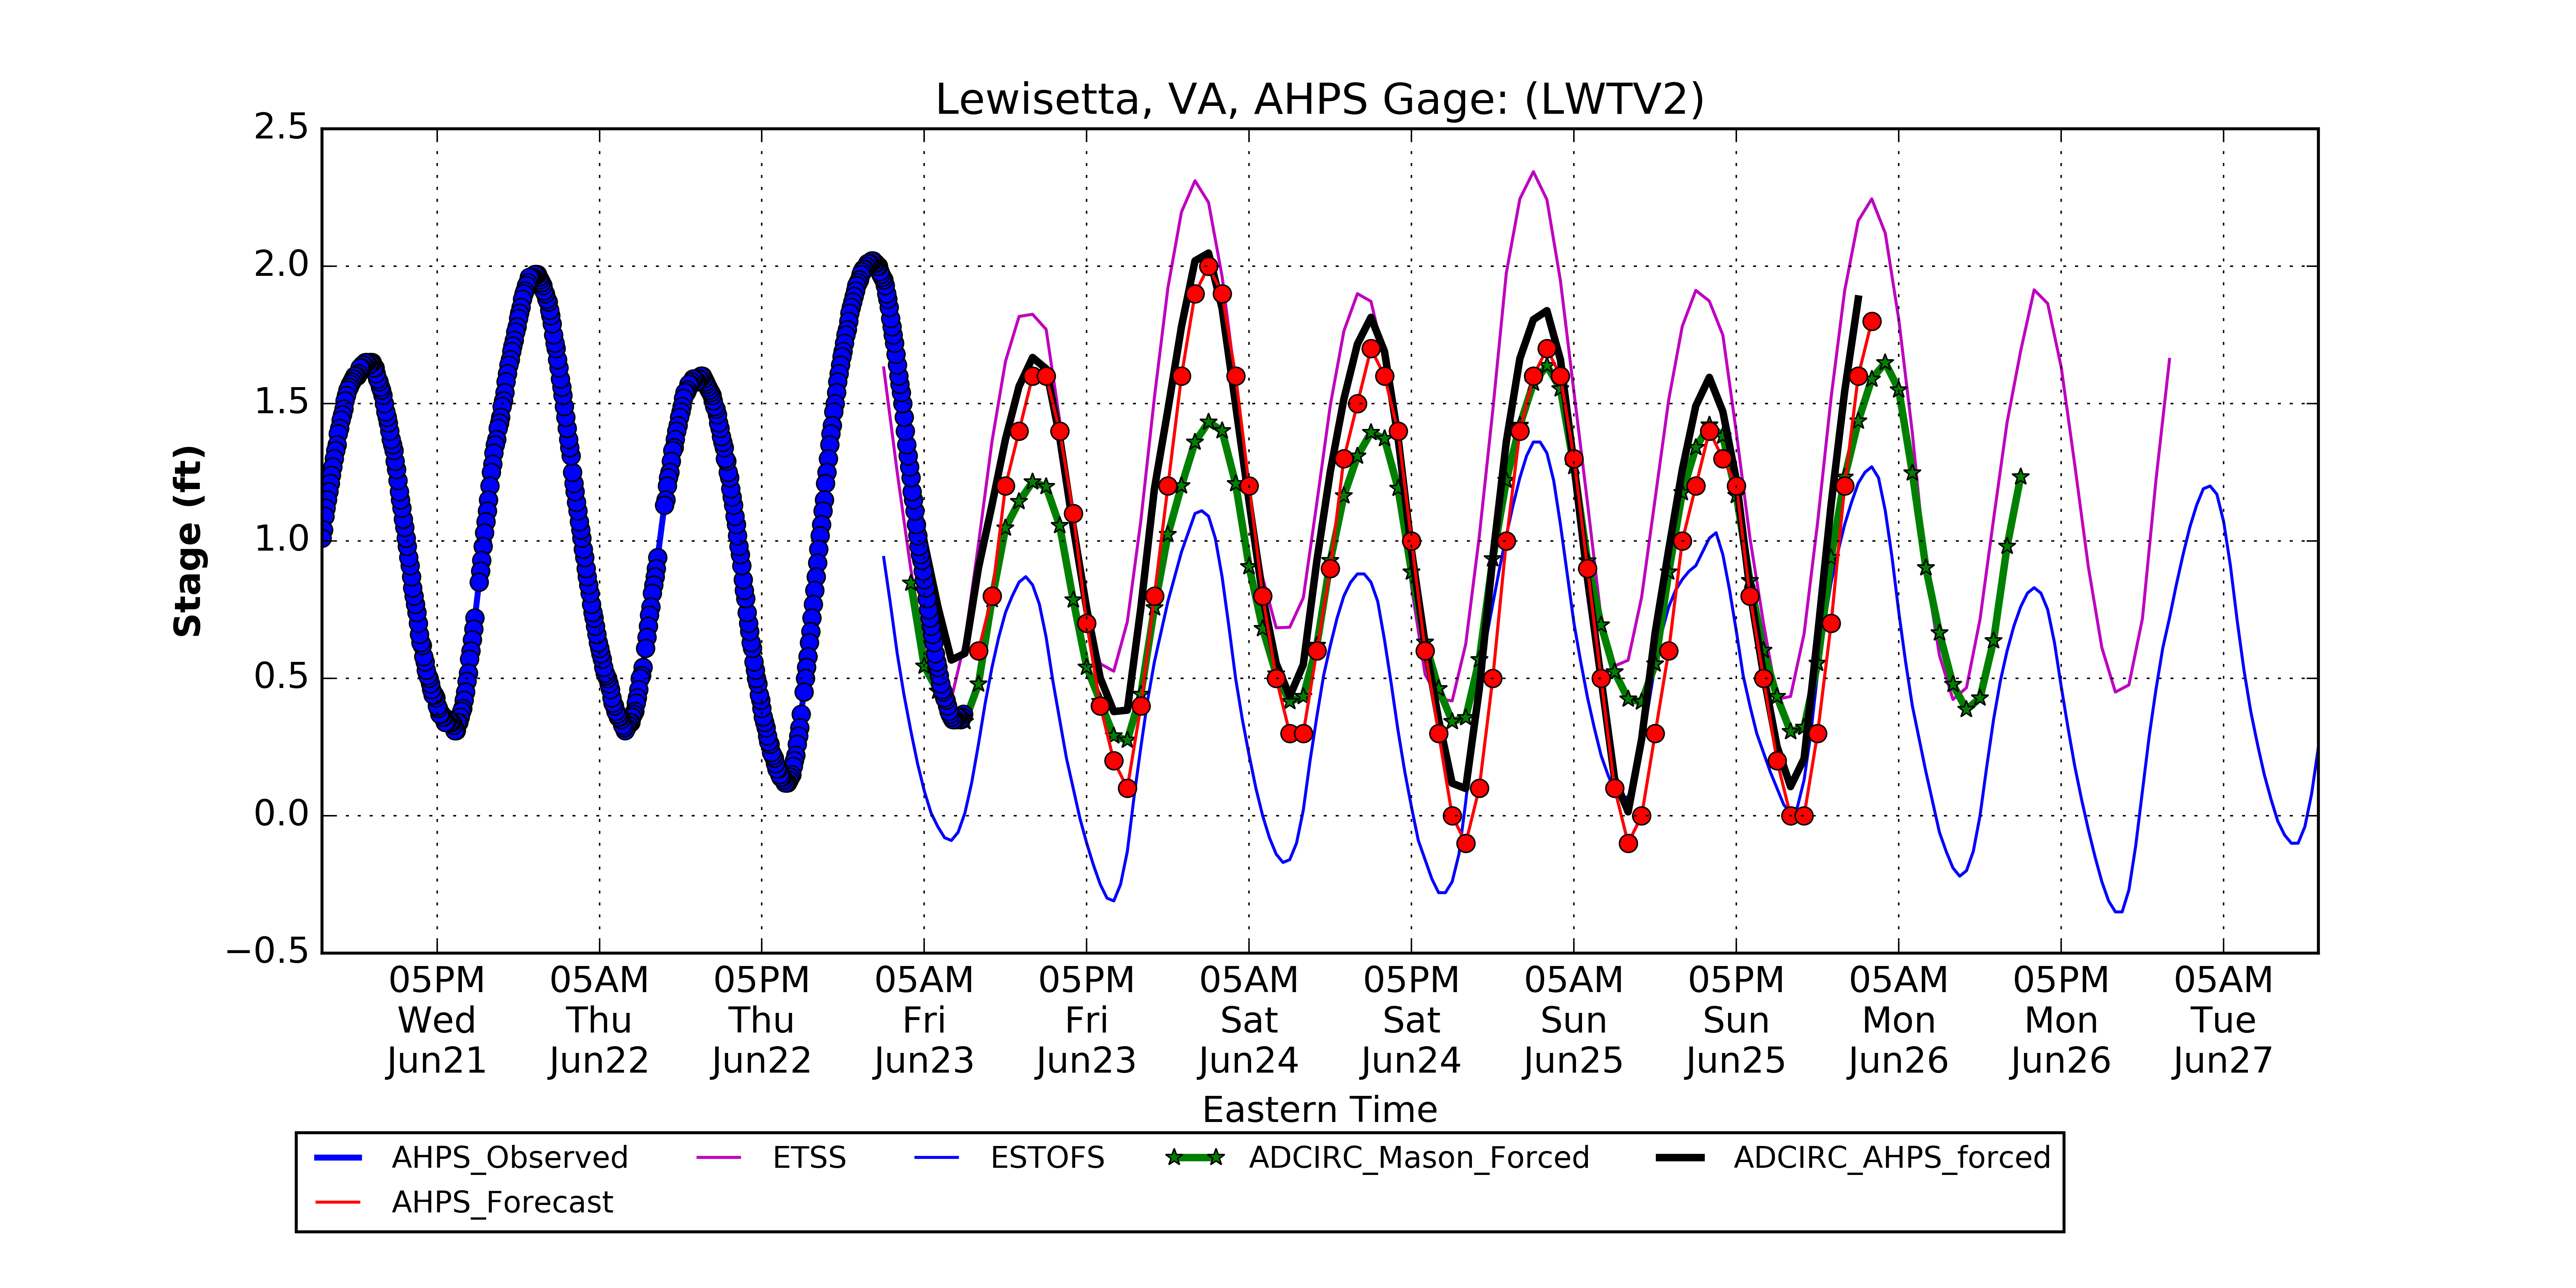 Lewisetta, VA, AHPS Gage: (LWTV2)
2.5
2.0
1.5
1.0
0.5
0.0
−0.5
Stage (ft)
05PM 05AM 05PM 05AM 05PM 05AM 05PM 05AM 05PM 05AM 05PM 05AM
Wed Thu Thu Fri Fri Sat Sat Sun Sun Mon Mon Tue
Jun21 Jun22 Jun22 Jun23 Jun23 Jun24 Jun24 Jun25 Jun25 Jun26 Jun26 Jun27
Eastern Time
AHPS_Observed ETSS ESTOFS ADCIRC_Mason_Forced ADCIRC_AHPS_forced
AHPS_Forecast